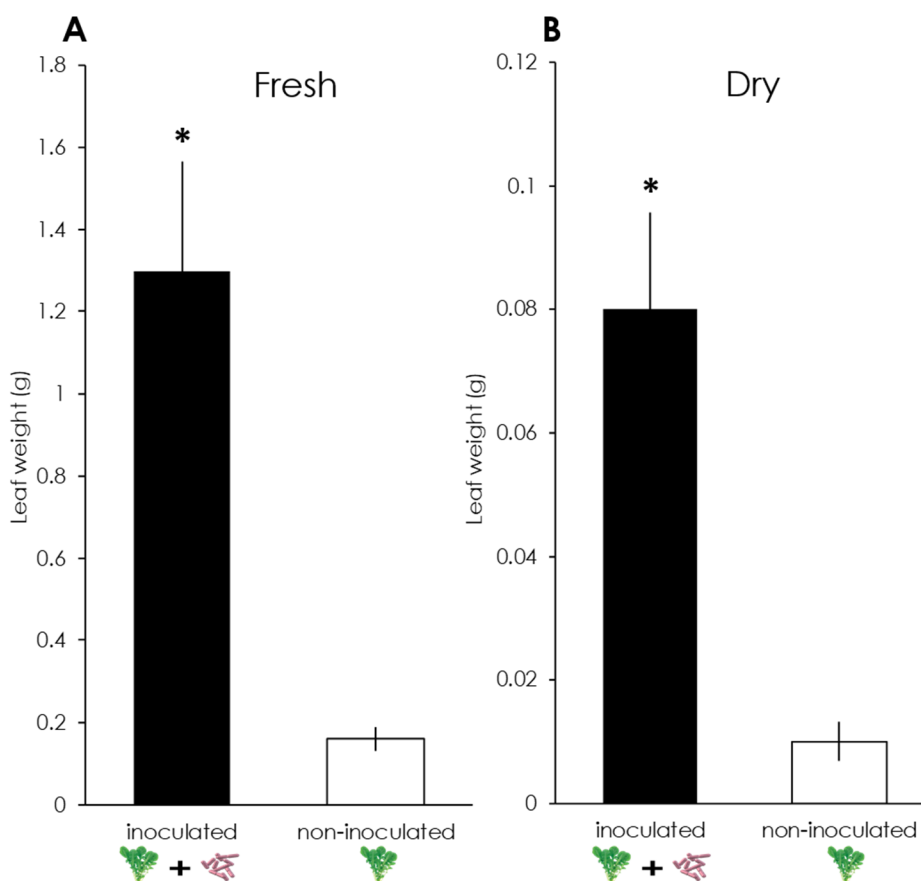 A
Fresh
Leaf weight (g)
1.8
1.6
1.4
1.2
1
0.8
0.6
0.4
0.2
0
*
inoculated
non-inoculated
+
B
Dry
Leaf weight (g)
0.12
0.1
0.08
0.06
0.04
0.02
0
*
inoculated
non-inoculated
+